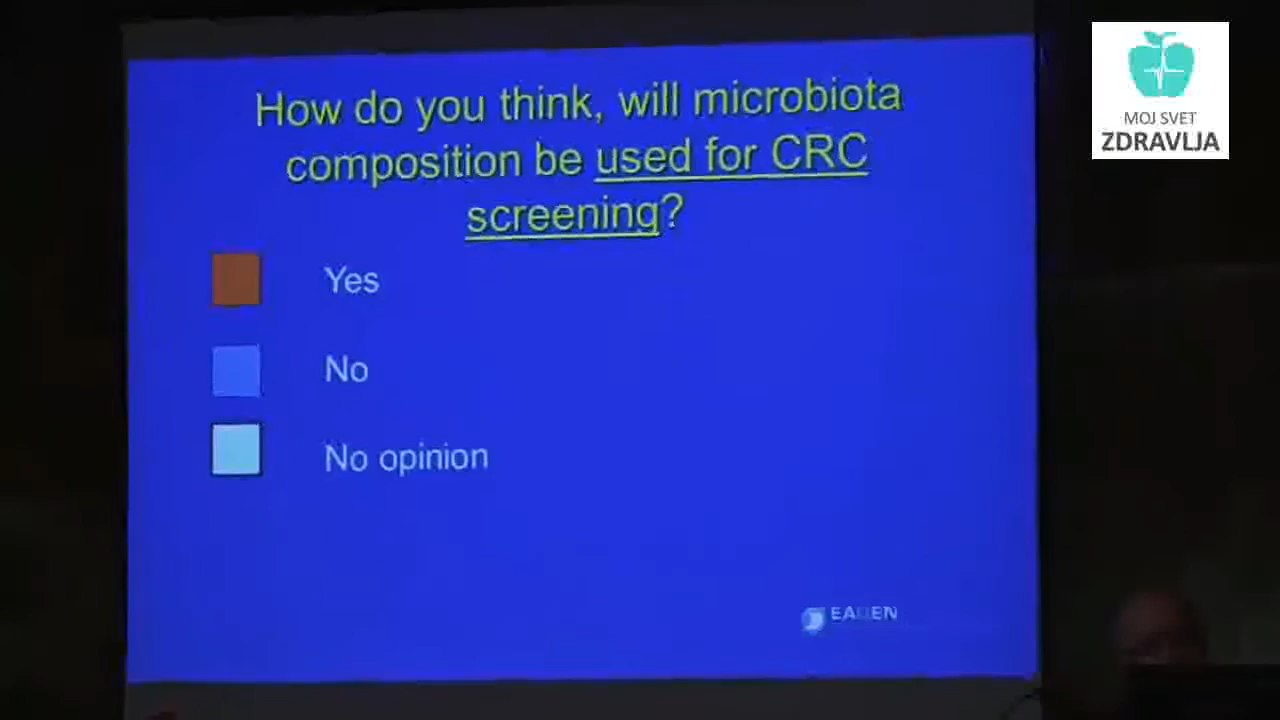 How do you think, will microbiota
composition be used for CRC
screening?
Yes
No
No opinion
MOJ SVET
ZDRAVLJA